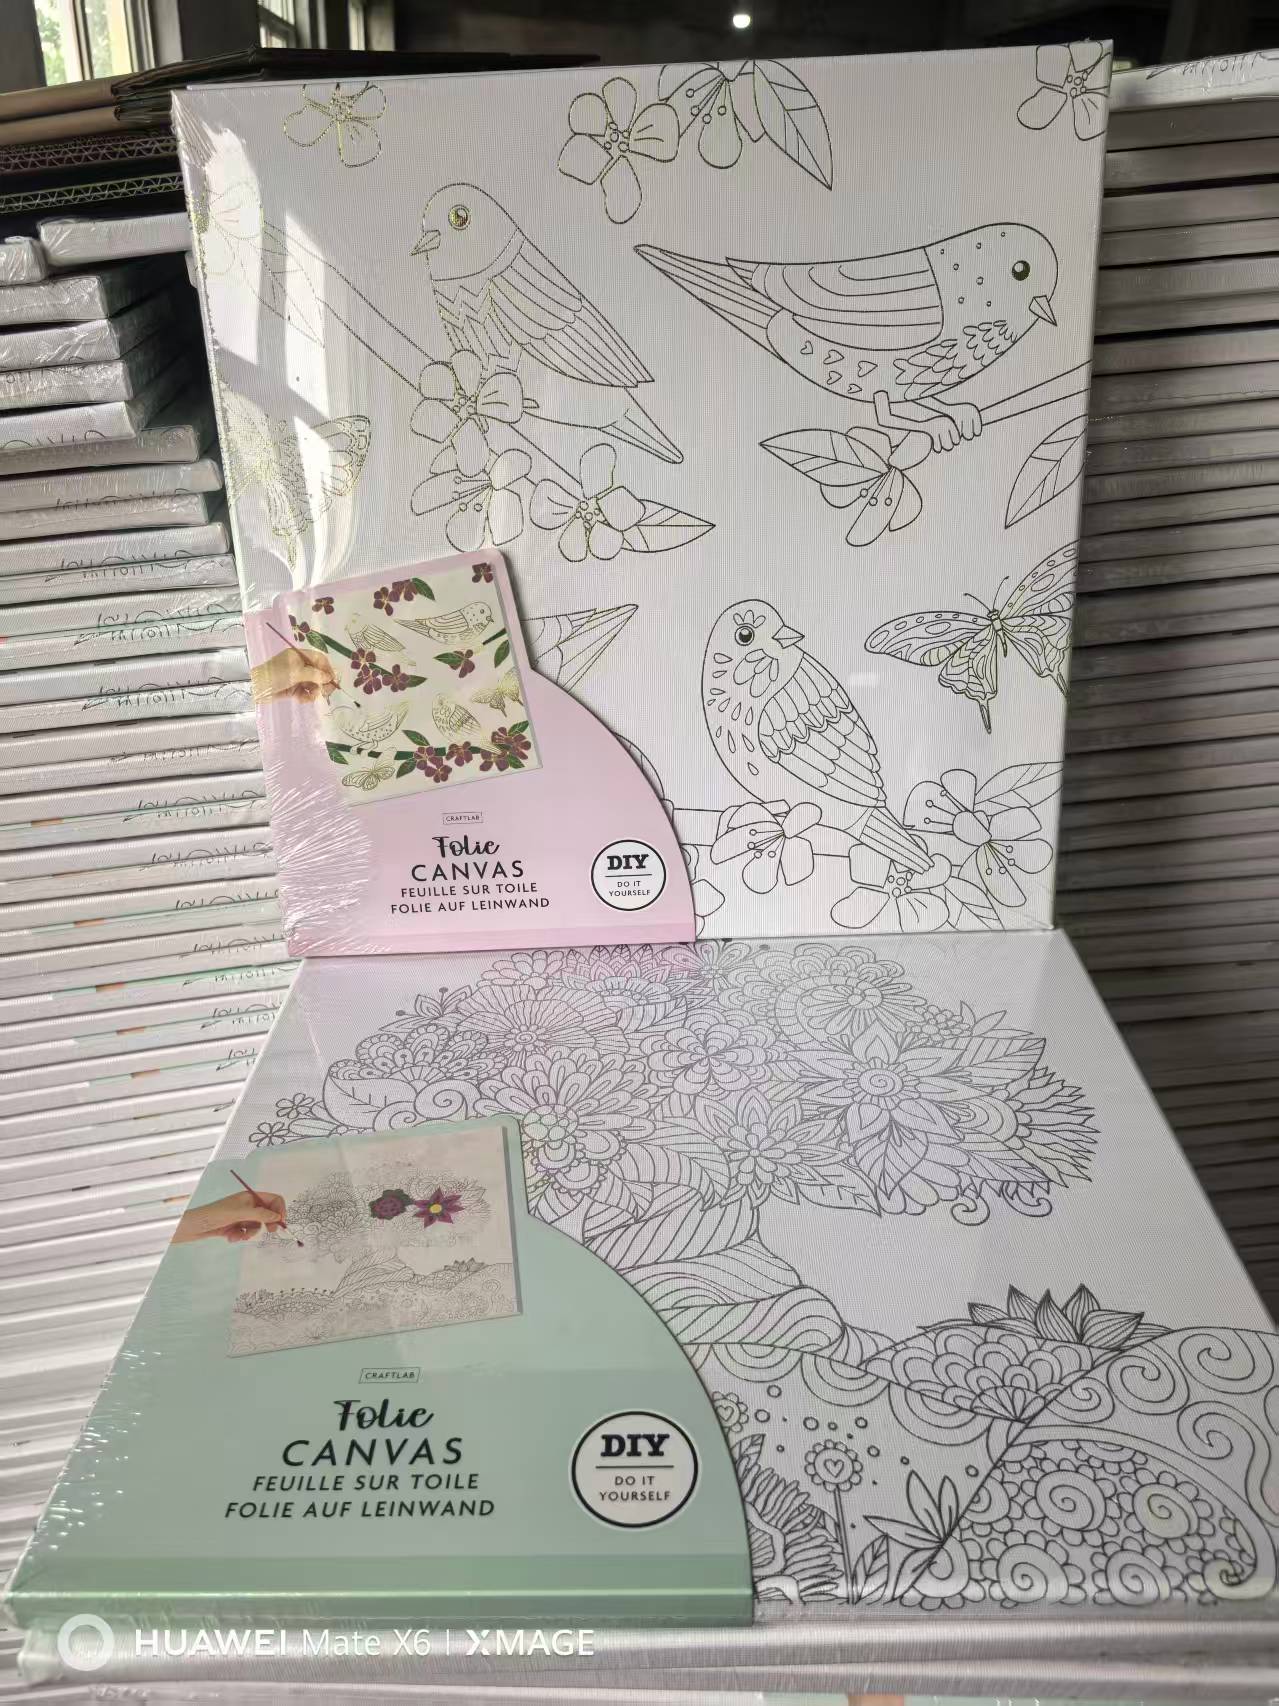 CRAFTLAB
Folie
CANVAS
FEUILLE SUR TOILE
FOLIE AUF LEINWAND
DIY
DO IT
YOURSELF
CRAFTLAB
Folie
CANVAS
FEUILLE SUR TOILE
FOLIE AUF LEINWAND
DIY
DO IT
YOURSELF
HUAWEI Mate X6 | XMAGE